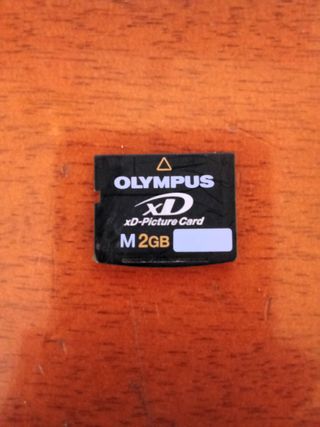 OLYMPUS
xD
xD-Picture Card
M 2GB